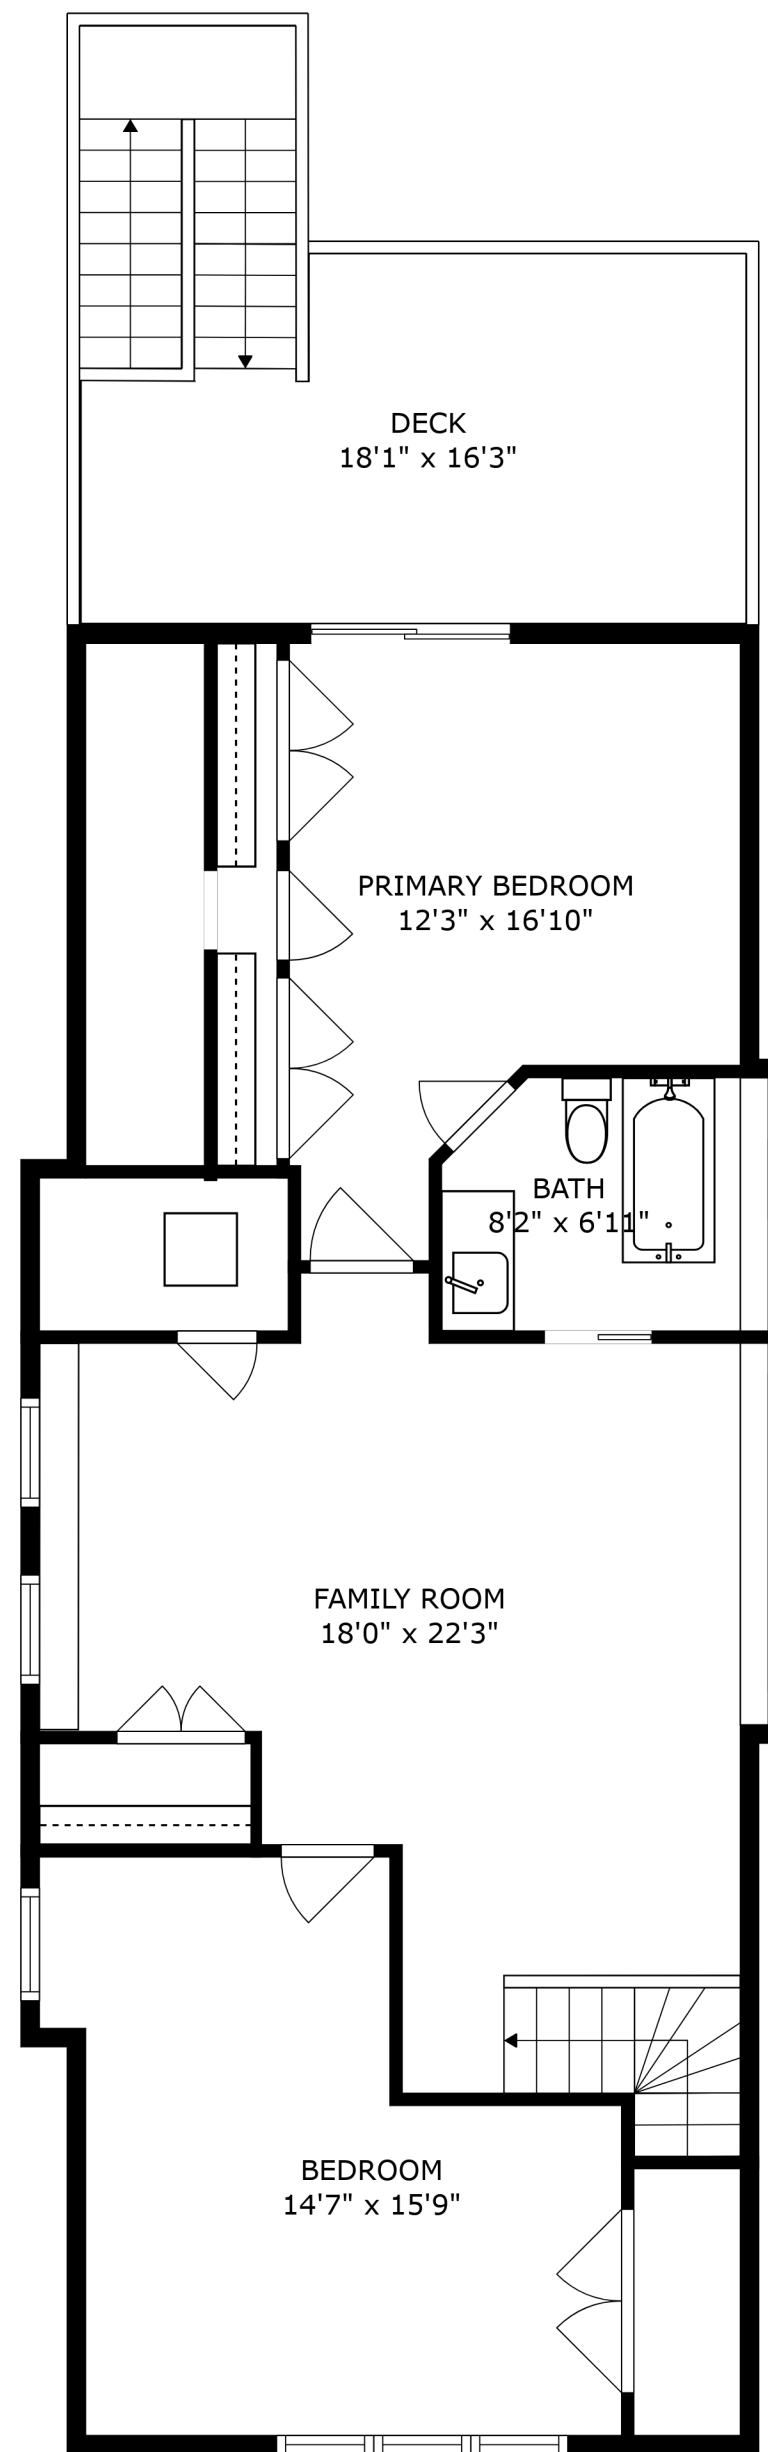 DECK
18'1" x 16'3"
PRIMARY BEDROOM
12'3" x 16'10"
BATH
8'2" x 6'11"
FAMILY ROOM
18'0" x 22'3"
BEDROOM
14'7" x 15'9"